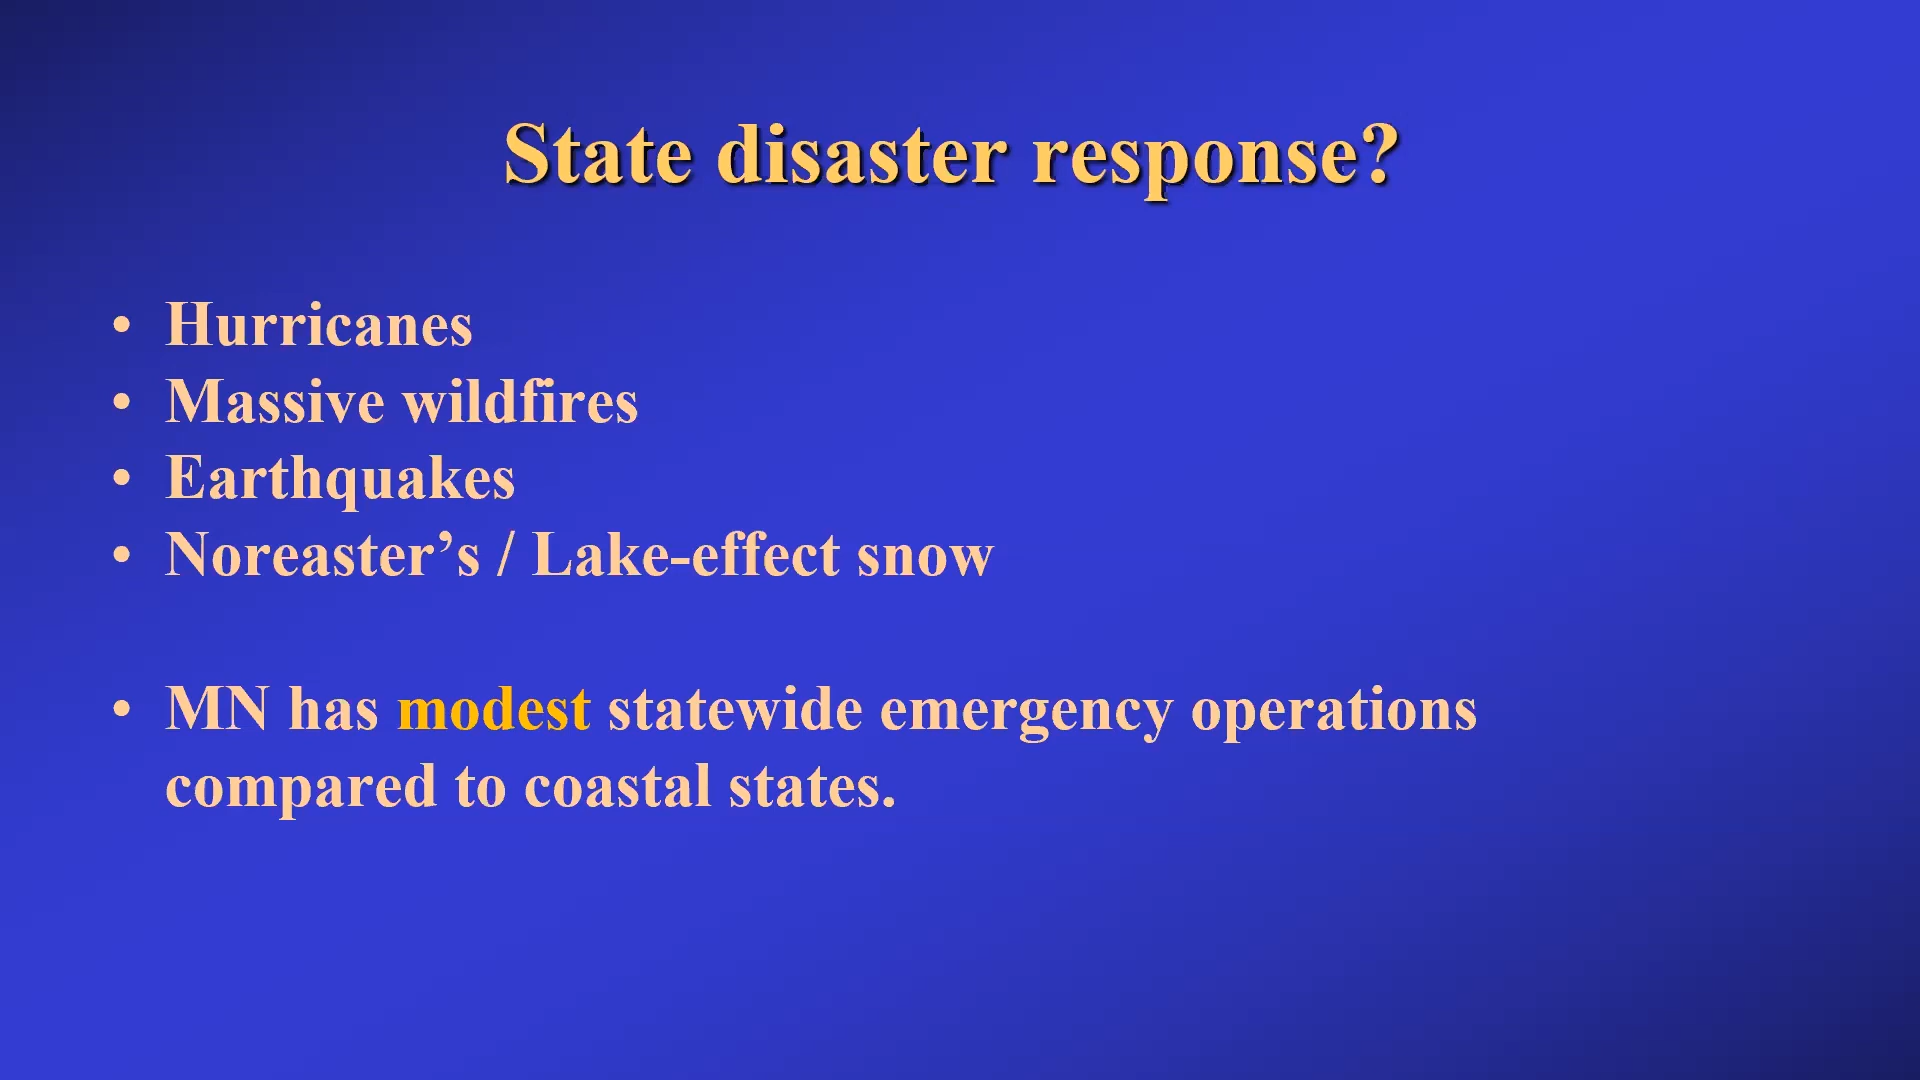 State disaster response?
• Hurricanes
• Massive wildfires
• Earthquakes
• Noreaster’s / Lake-effect snow
• MN has modest statewide emergency operations
compared to coastal states.